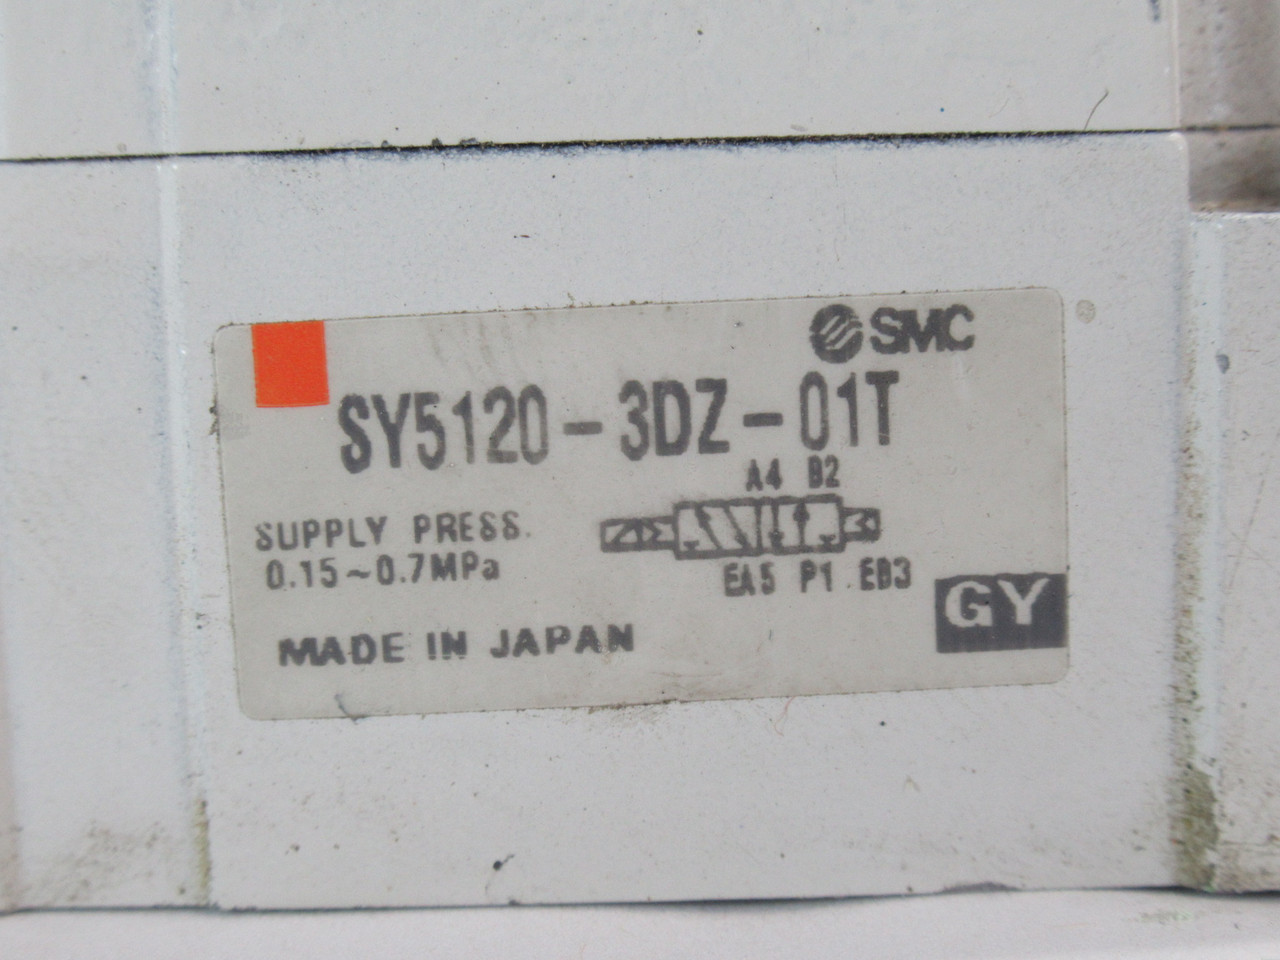 SMC
SY5120-3DZ-01T
A4 B2
SUPPLY PRESS.
0.15~0.7MPa
EA5 P1 EB3
GY
MADE IN JAPAN